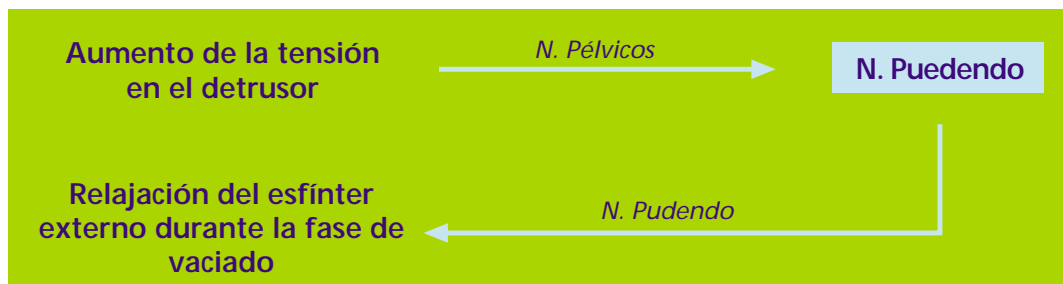 Aumento de la tensión
en el detrusor
N. Pélvicos
N. Puedendo
Relajación del esfínter
externo durante la fase de
vaciado
N. Pudendo